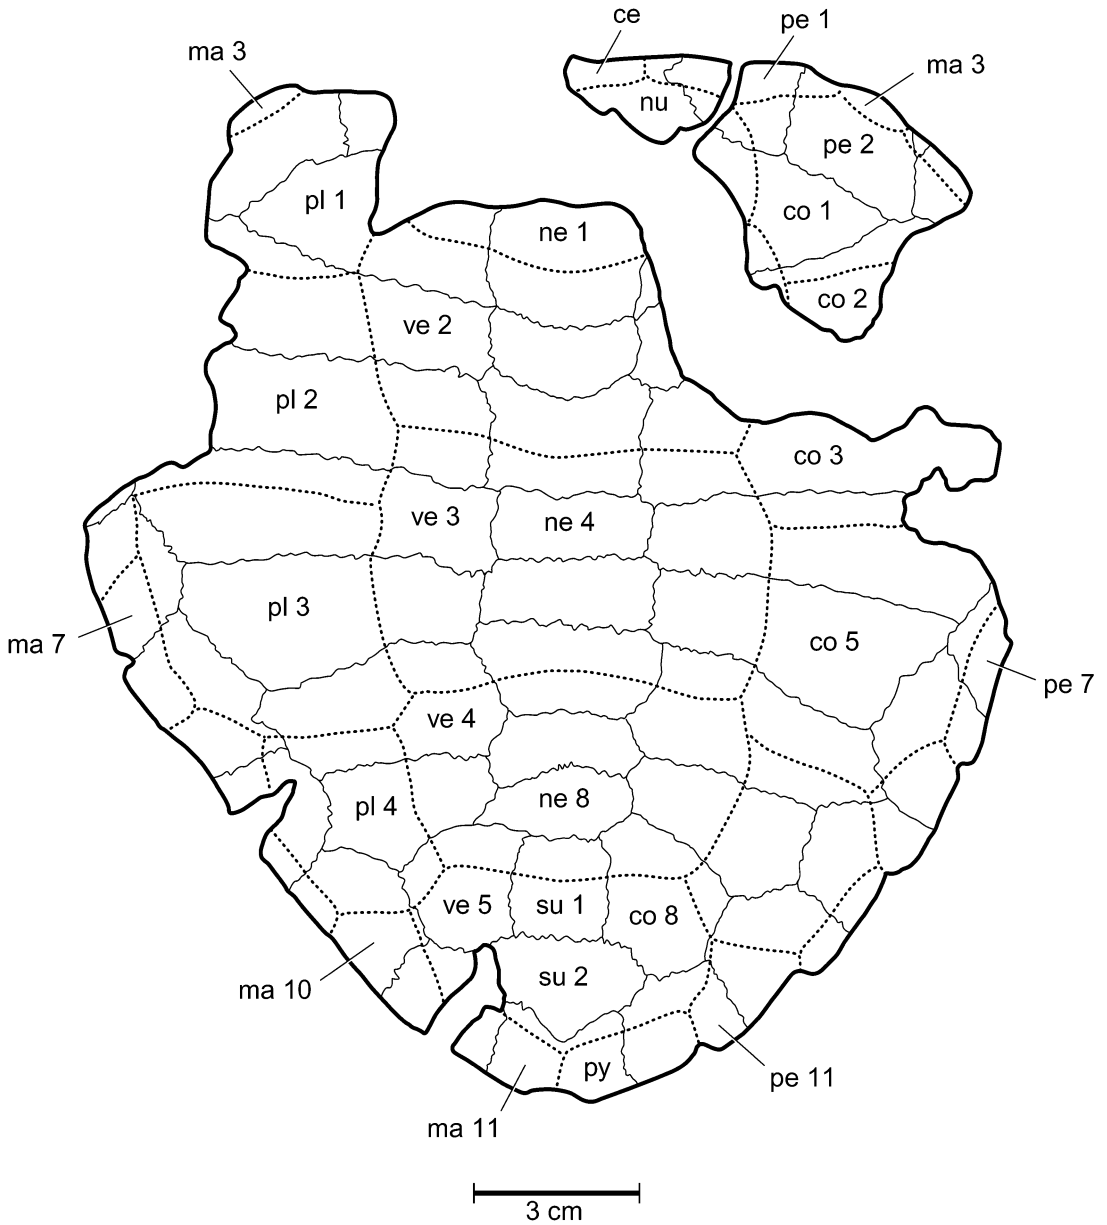 ce
pe 1
ma 3
ma 3
nu
pe 2
pl 1
co 1
ne 1
co 2
ve 2
pl 2
co 3
ve 3
ne 4
pl 3
ma 7
co 5
pe 7
ve 4
ne 8
pl 4
ve 5
su 1
co 8
su 2
ma 10
py
pe 11
ma 11
3 cm